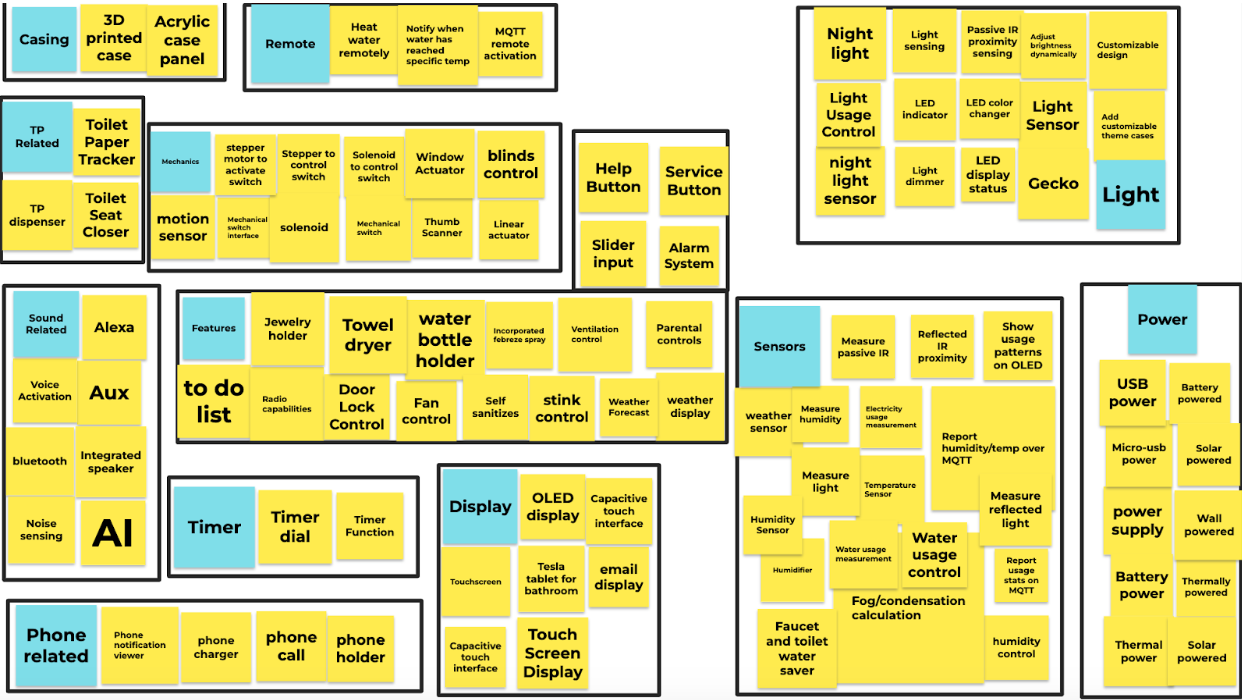 Casing
3D
printed
case
Acrylic
case
panel
Remote
Heat
water
remotely
Notify when
water has
reached
specific temp
MQTT
remote
activation
Night
light
Light
sensing
Passive IR
proximity
sensing
Adjust
brightness
dynamically
Customizable
design
Light
Usage
Control
LED
indicator
LED color
changer
Light
Sensor
Add
customizable
theme cases
night
light
sensor
Light
dimmer
LED
display
status
Gecko
Light
TP
Related
Toilet
Paper
Tracker
TP
dispenser
Toilet
Seat
Closer
Mechanics
stepper
motor to
activate
switch
Stepper to
control
switch
Solenoid
to control
switch
Window
Actuator
blinds
control
motion
sensor
Mechanical
switch
interface
solenoid
Mechanical
switch
Thumb
Scanner
Linear
actuator
Help
Button
Service
Button
Slider
input
Alarm
System
Sound
Related
Alexa
Voice
Activation
Aux
bluetooth
Integrated
speaker
Noise
sensing
AI
Features
Jewelry
holder
Towel
dryer
water
bottle
holder
Incorporated
febreze spray
Ventilation
control
Parental
controls
to do
list
Radio
capabilities
Door
Lock
Control
Fan
control
Self
sanitizes
stink
control
Weather
Forecast
weather
display
Timer
Timer
dial
Timer
Function
Display
OLED
display
Capacitive
touch
interface
Touchscreen
Tesla
tablet for
bathroom
email
display
Capacitive
touch
interface
Touch
Screen
Display
Phone
related
Phone
notification
viewer
phone
charger
phone
call
phone
holder
Sensors
Measure
passive IR
Reflected
IR
proximity
Show
usage
patterns
on OLED
weather
sensor
Measure
humidity
Electricity
usage
measurement
Report
humidity/temp over
MQTT
Measure
light
Temperature
Sensor
Measure
reflected
light
Humidity
Sensor
Water usage
measurement
Water
usage
control
Humidifier
Report
usage
stats on
MQTT
Fog/condensation
calculation
Faucet
and toilet
water
saver
humidity
control
Power
USB
power
Battery
powered
Micro-usb
power
Solar
powered
power
supply
Wall
powered
Battery
power
Thermally
powered
Thermal
power
Solar
powered